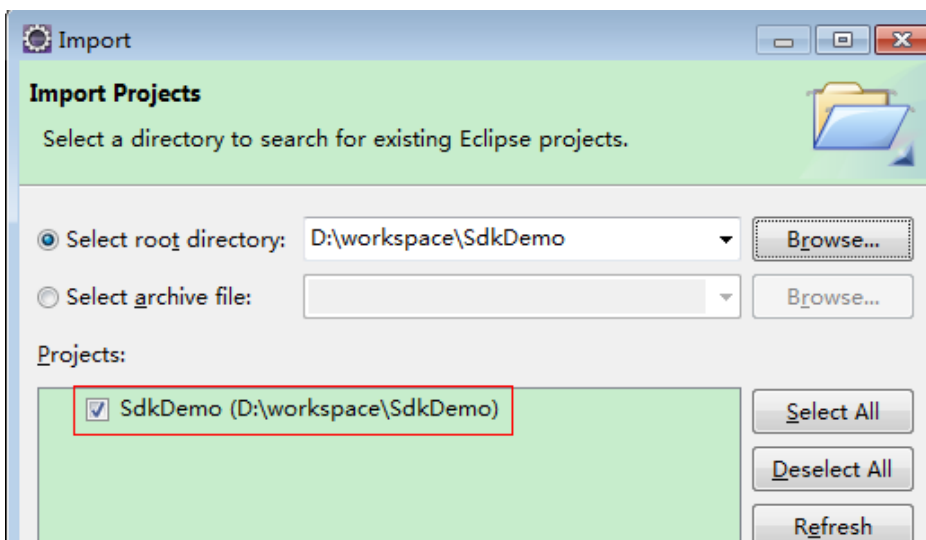 Import
Import Projects
Select a directory to search for existing Eclipse projects.
Select root directory: D:\workspace\SdkDemo Browse...
Select archive file: Browse...
Projects:
SdkDemo (D:\workspace\SdkDemo) Select All
Deselect All
Refresh